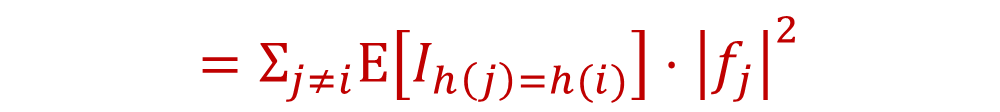 = Σ_{j≠i}E[I_{h(j)=h(i)}] · |f_j|^2